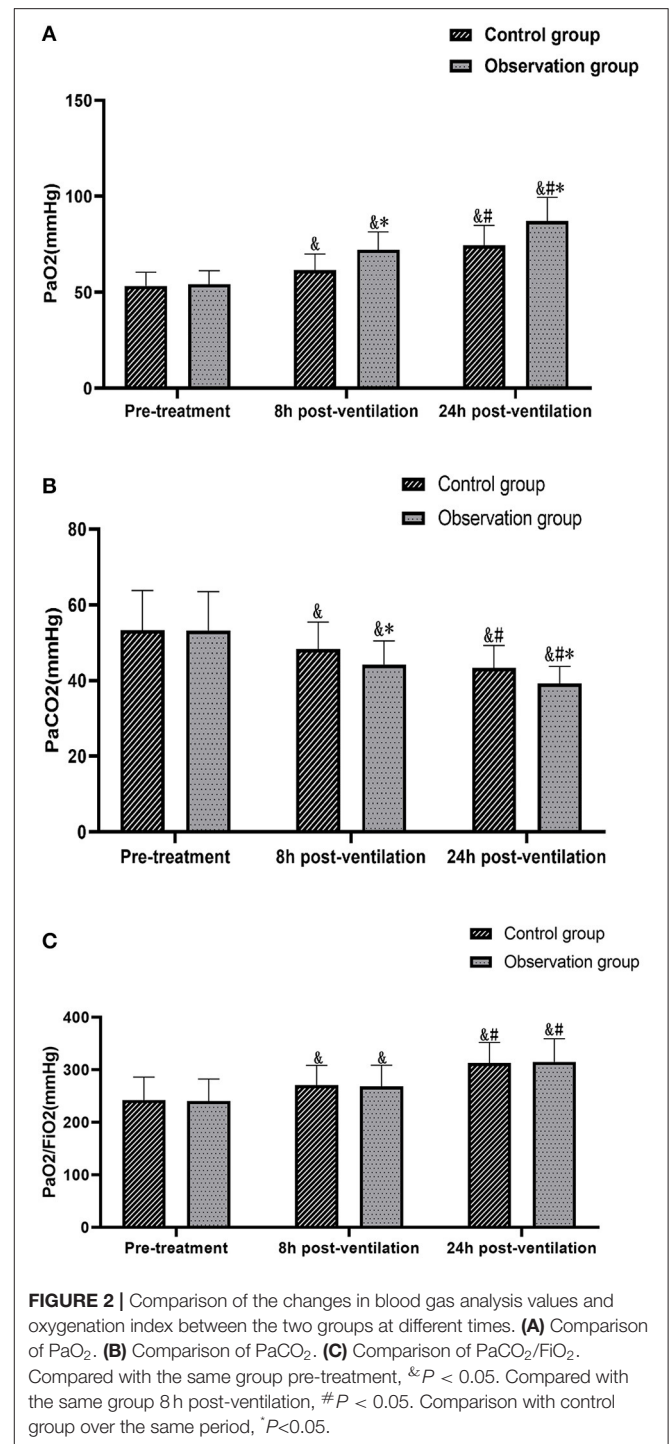 A
Control group
Observation group
PaO2(mmHg)
150
100
50
0
&
&*
&#
&#*
Pre-treatment
8h post-ventilation
24h post-ventilation
B
Control group
Observation group
PaCO2(mmHg)
80
60
40
20
0
&
&*
&#
&#*
Pre-treatment
8h post-ventilation
24h post-ventilation
C
Control group
Observation group
PaO2/FiO2(mmHg)
400
300
200
100
0
&
&
&#
&#
Pre-treatment
8h post-ventilation
24h post-ventilation
FIGURE 2 | Comparison of the changes in blood gas analysis values and
oxygenation index between the two groups at different times. (A) Comparison
of PaO₂. (B) Comparison of PaCO₂. (C) Comparison of PaCO₂/FiO₂.
Compared with the same group pre-treatment, &P < 0.05. Compared with
the same group 8 h post-ventilation, #P < 0.05. Comparison with control
group over the same period, *P<0.05.